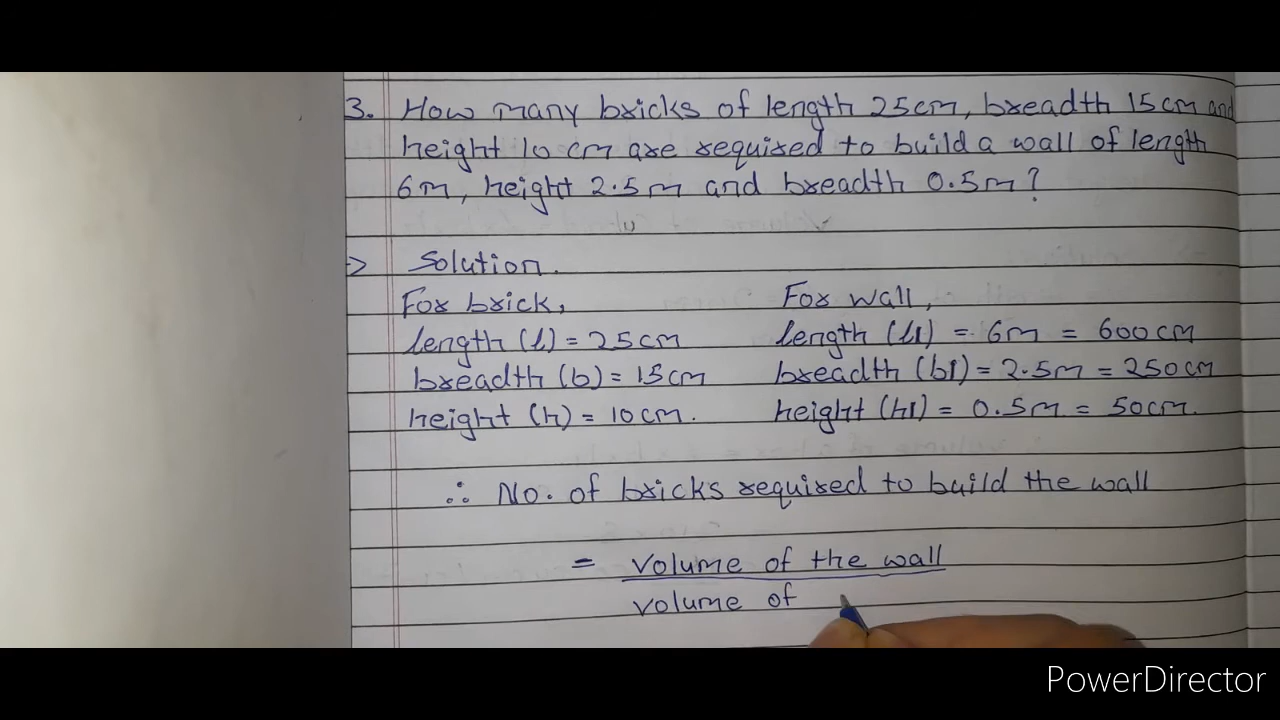 3. How many bricks of length 25cm, breadth 15cm and
height 10 cm are required to build a wall of length
6m, height 2.5m and breadth 0.5m?
-> Solution.
For brick,
length (l) = 25cm
breadth (b) = 15cm
height (h) = 10cm.
For wall,
length (l1) = 6m = 600cm
breadth (b1) = 2.5m = 250cm
height (h1) = 0.5m = 50cm.
∴ No. of bricks required to build the wall
= volume of the wall
volume of
PowerDirector